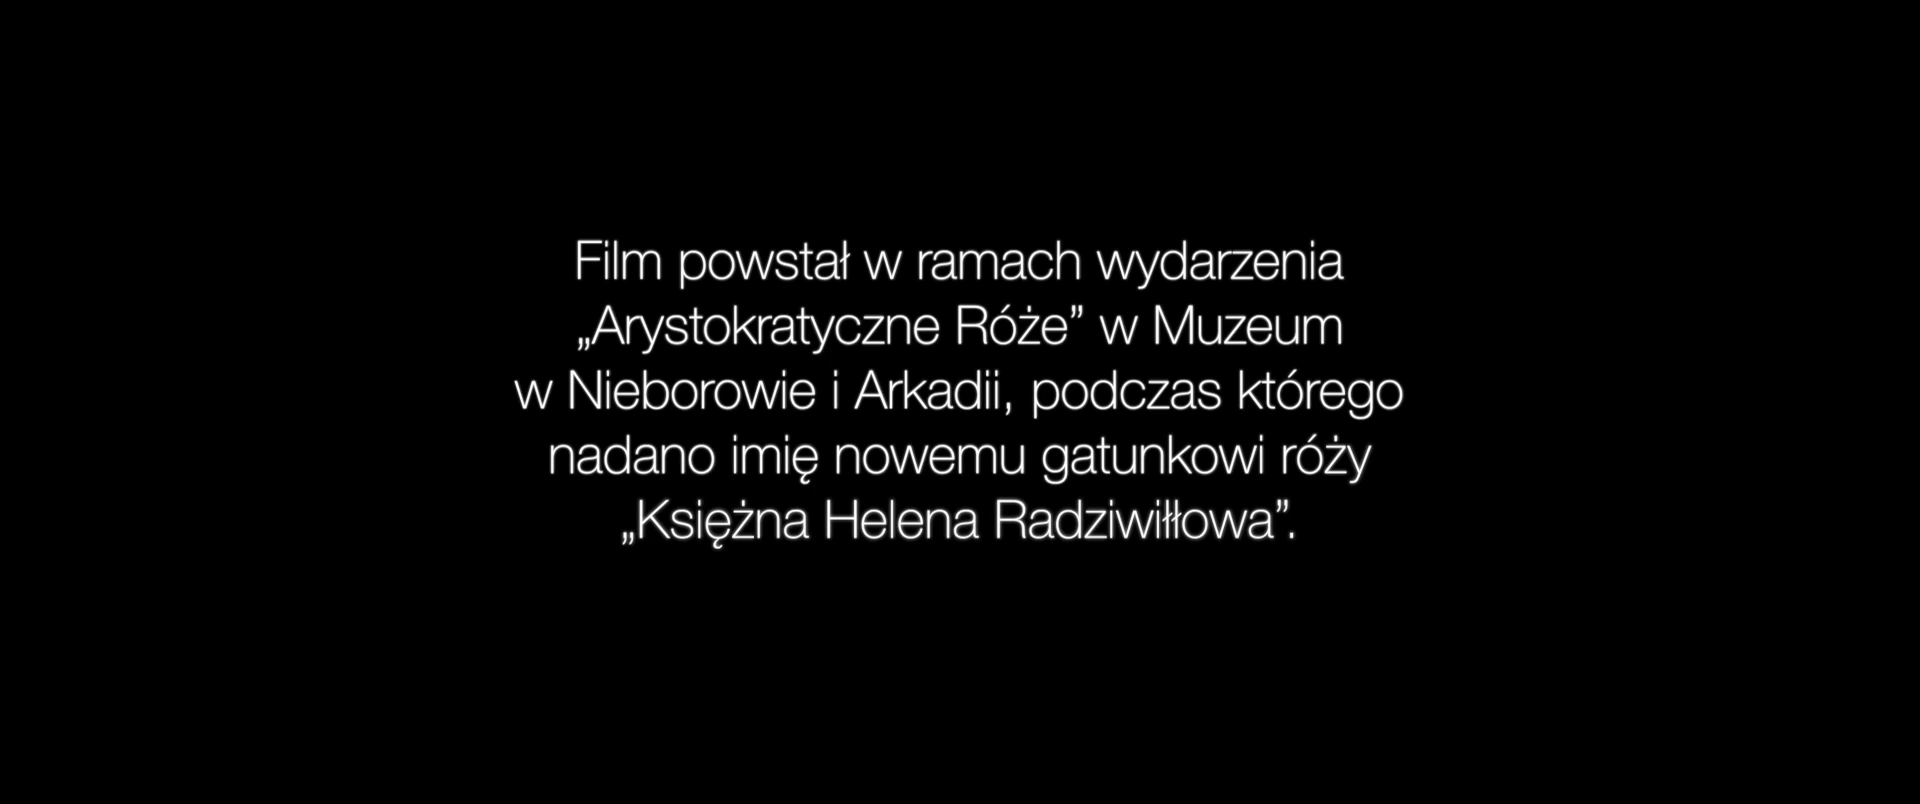 Film powstał w ramach wydarzenia
„Arystokratyczne Róże” w Muzeum
w Nieborowie i Arkadii, podczas którego
nadano imię nowemu gatunkowi róży
„Księżna Helena Radziwiłłowa”.